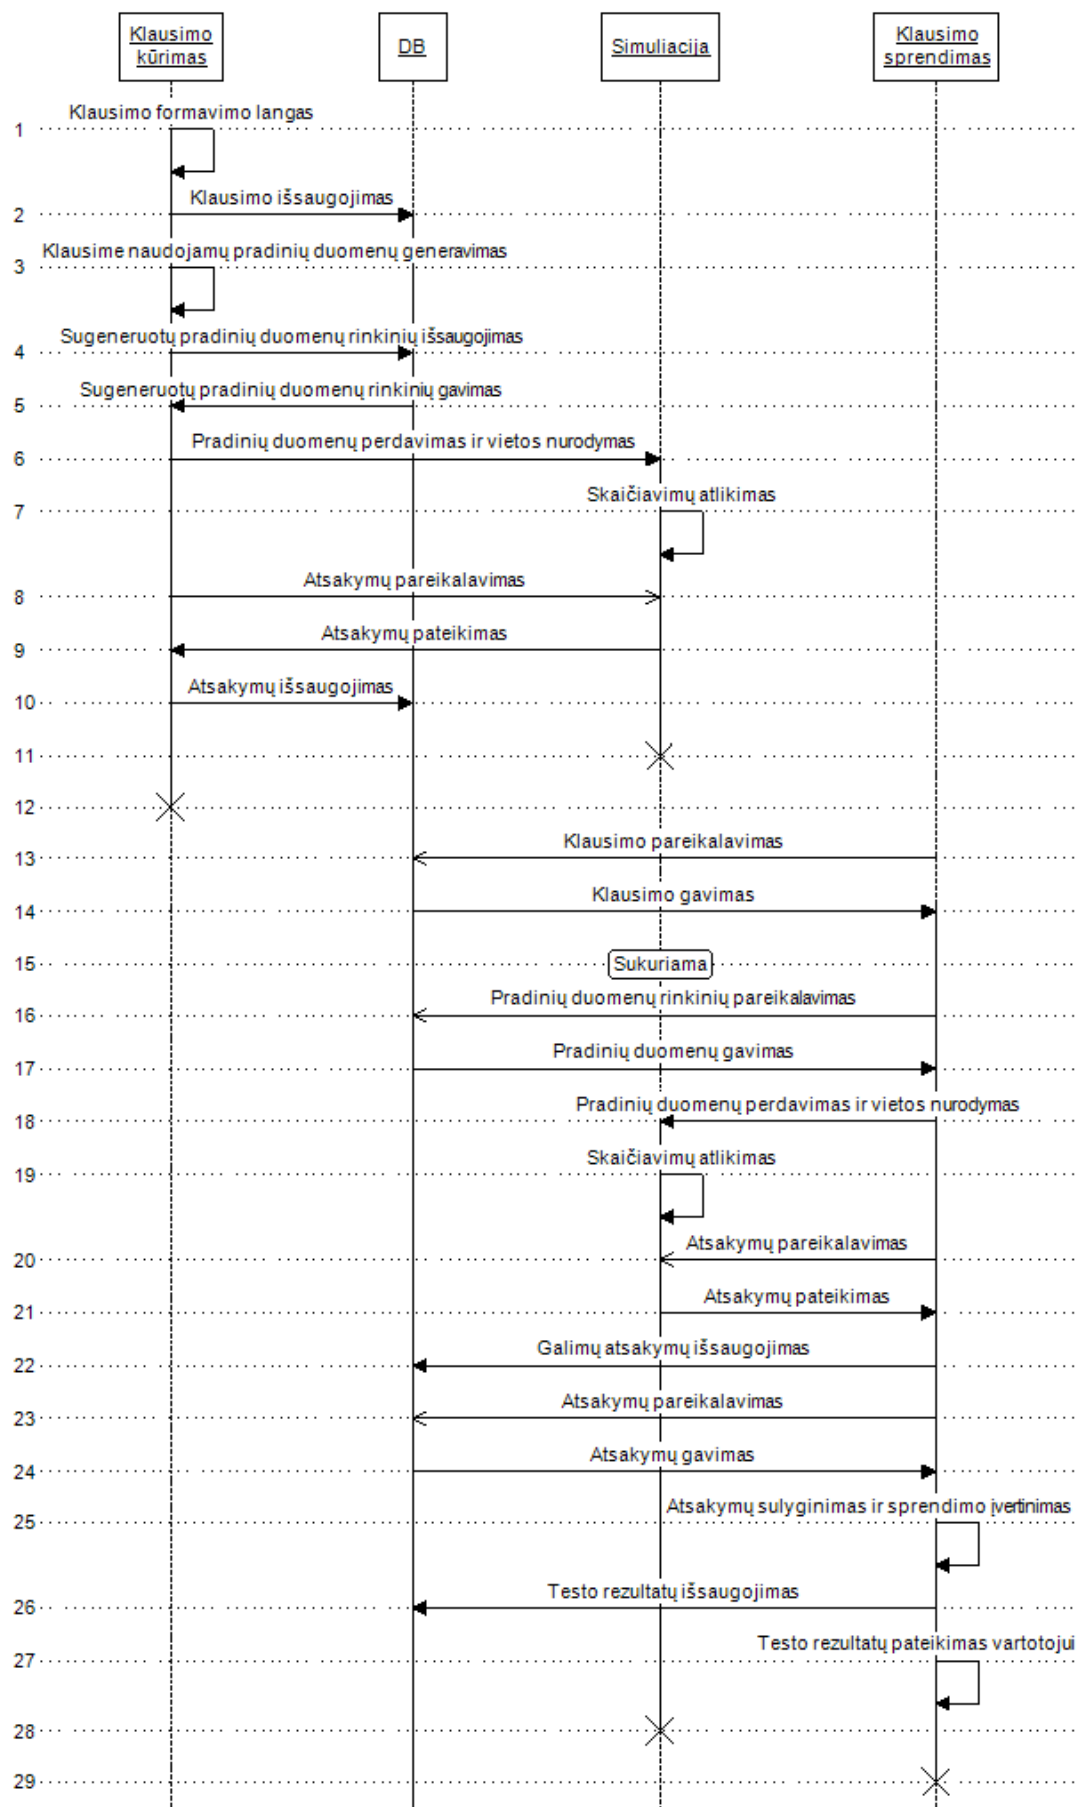 Klausimo
kūrimas
DB
Simuliacija
Klausimo
sprendimas
Klausimo formavimo langas
1
Klausimo išsaugojimas
2
Klausime naudojamų pradinių duomenų generavimas
3
Sugeneruotų pradinių duomenų rinkinių išsaugojimas
4
Sugeneruotų pradinių duomenų rinkinių gavimas
5
Pradinių duomenų perdavimas ir vietos nurodymas
6
Skaičiavimų atlikimas
7
Atsakymų pareikalavimas
8
Atsakymų pateikimas
9
Atsakymų išsaugojimas
10
11
12
Klausimo pareikalavimas
13
Klausimo gavimas
14
15
Sukuriama
Pradinių duomenų rinkinių pareikalavimas
16
Pradinių duomenų gavimas
17
Pradinių duomenų perdavimas ir vietos nurodymas
18
Skaičiavimų atlikimas
19
Atsakymų pareikalavimas
20
Atsakymų pateikimas
21
Galimų atsakymų išsaugojimas
22
Atsakymų pareikalavimas
23
Atsakymų gavimas
24
Atsakymų sulyginimas ir sprendimo įvertinimas
25
Testo rezultatų išsaugojimas
26
Testo rezultatų pateikimas vartotojui
27
28
29